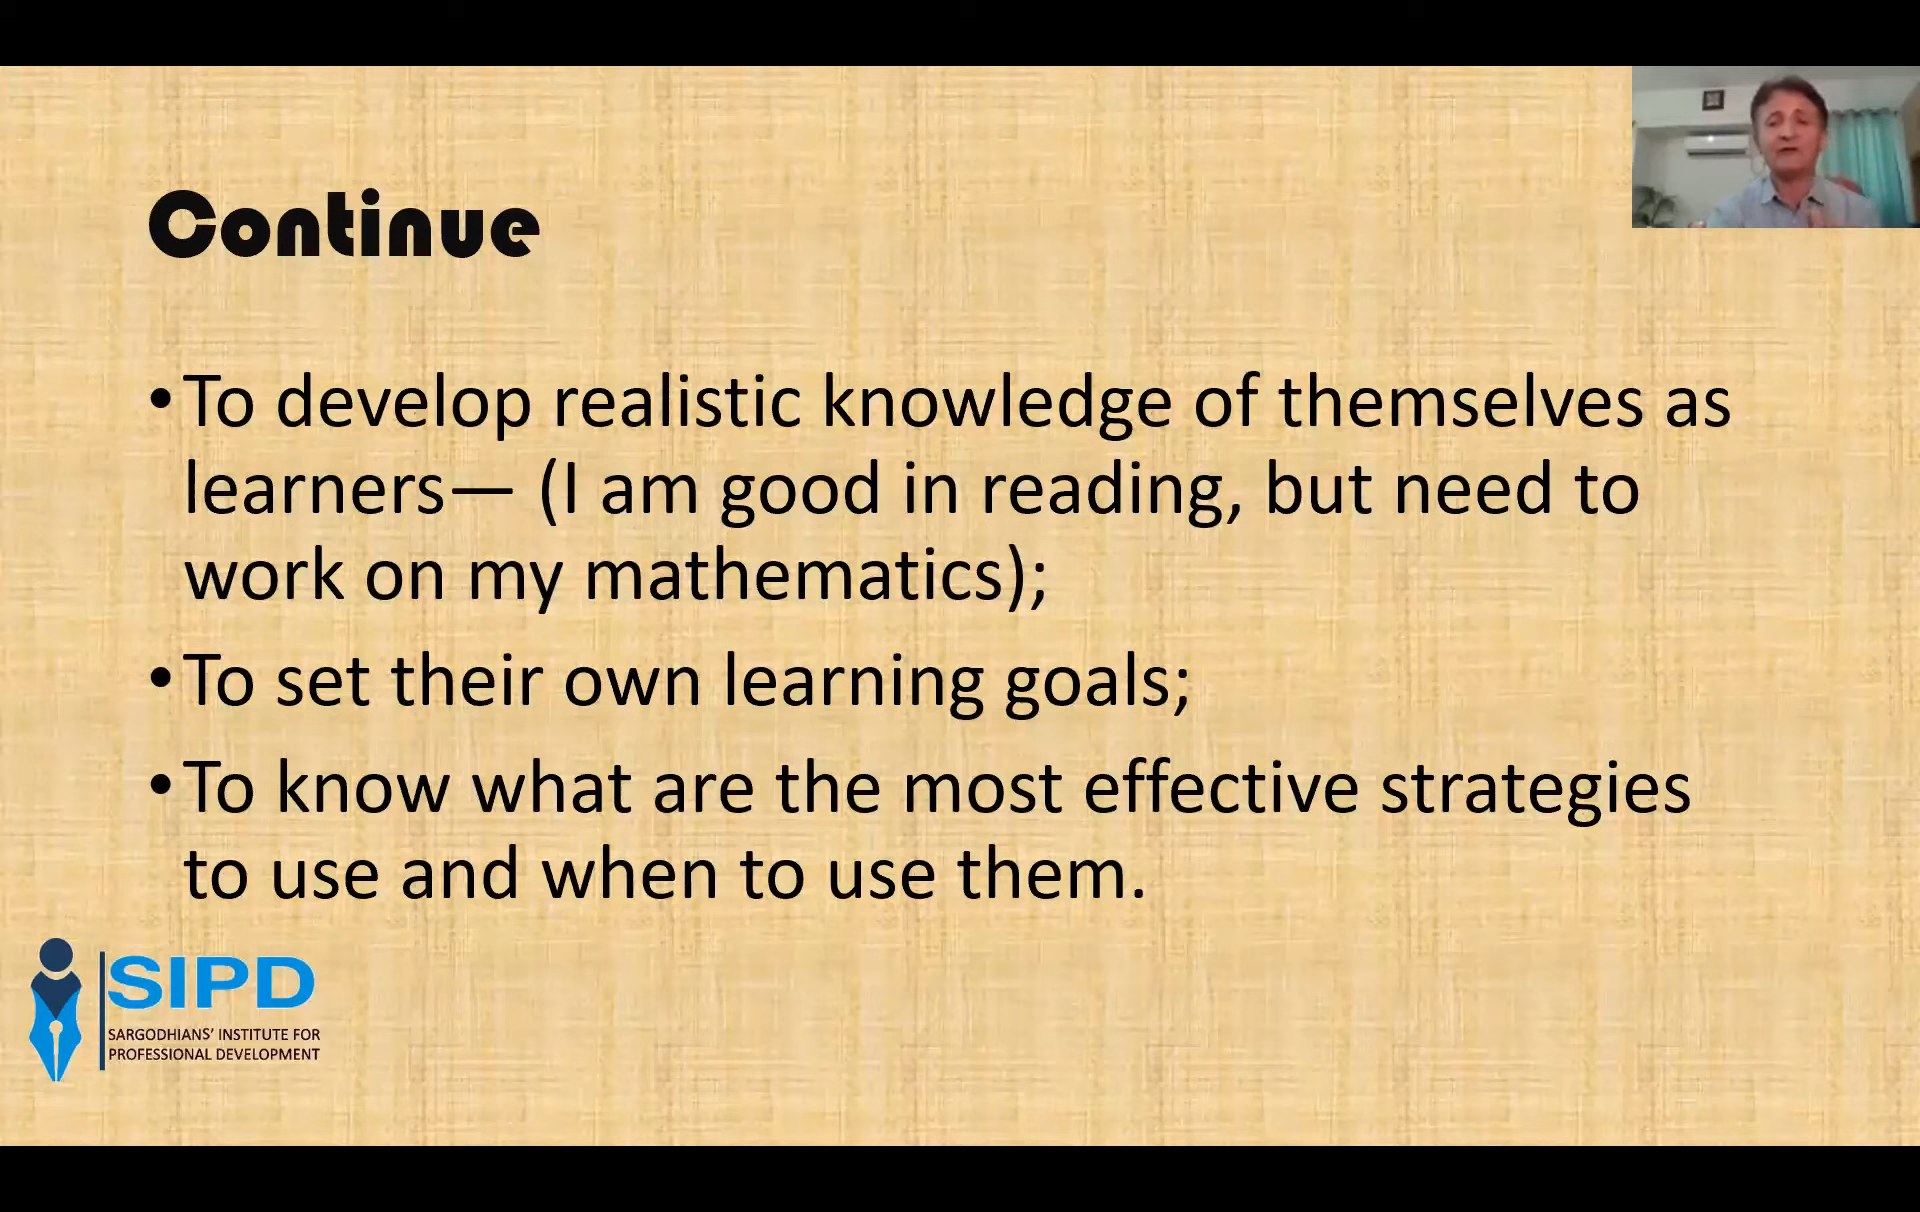 Continue
•To develop realistic knowledge of themselves as
learners— (I am good in reading, but need to
work on my mathematics);
•To set their own learning goals;
•To know what are the most effective strategies
to use and when to use them.
SIPD
SARGODHIANS’ INSTITUTE FOR
PROFESSIONAL DEVELOPMENT